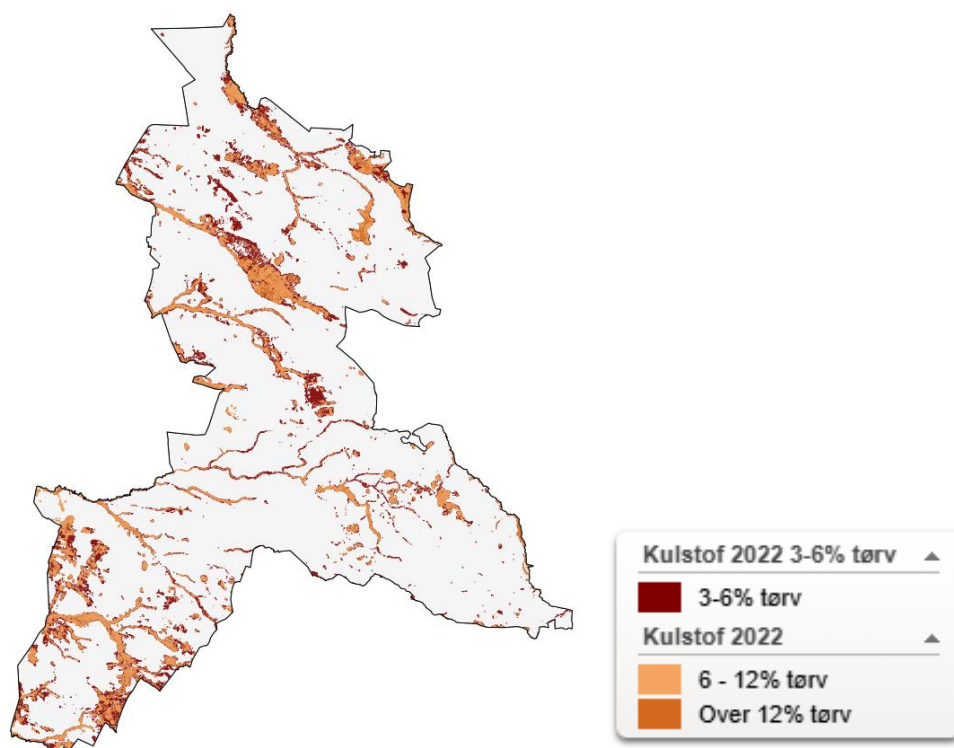 Kulstof 2022 3-6% tørv
3-6% tørv
Kulstof 2022
6 - 12% tørv
Over 12% tørv